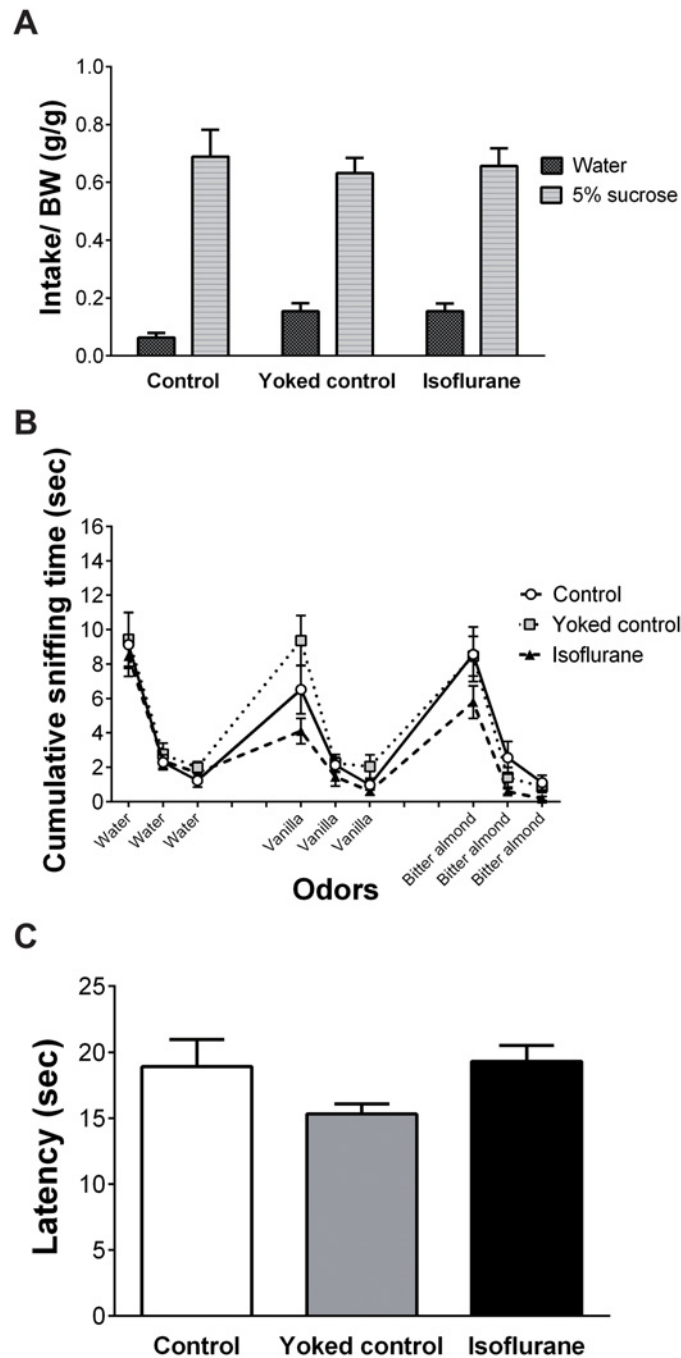 A
Intake/ BW (g/g)
1.0
0.8
0.6
0.4
0.2
0.0
Control
Yoked control
Isoflurane
Water
5% sucrose
B
Cumulative sniffing time (sec)
16
14
12
10
8
6
4
2
0
Control
Yoked control
Isoflurane
Water
Water
Water
Vanilla
Vanilla
Vanilla
Bitter almond
Bitter almond
Bitter almond
Odors
C
Latency (sec)
25
20
15
10
5
0
Control
Yoked control
Isoflurane